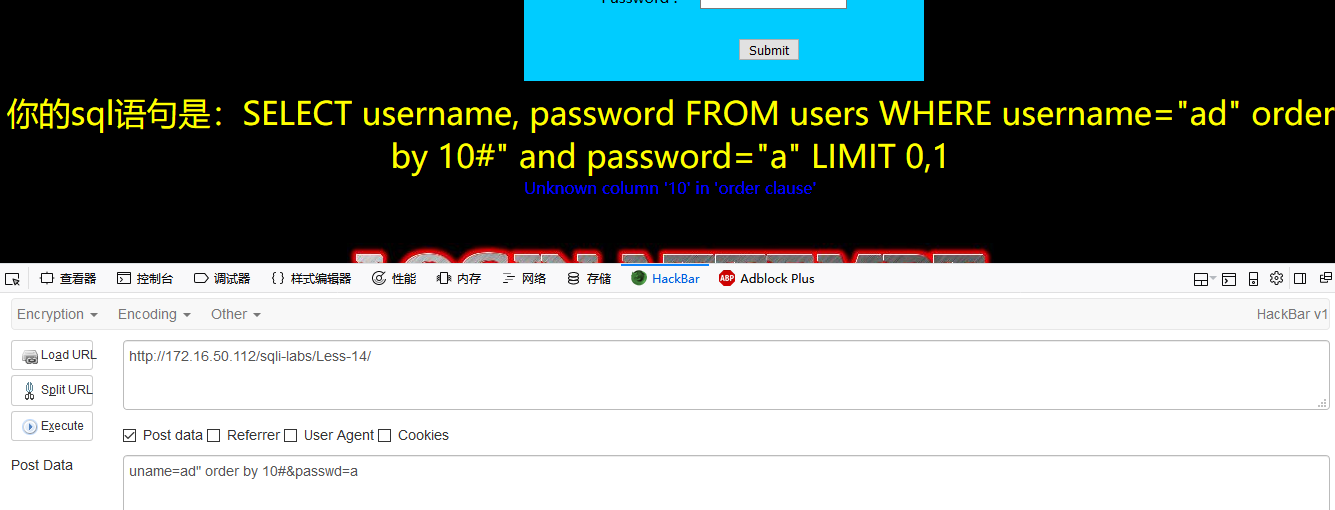 Submit
你的sql语句是：SELECT username, password FROM users WHERE username="ad" order
by 10#" and password="a" LIMIT 0,1
Unknown column '10' in 'order clause'
查看器 控制台 调试器 样式编辑器 性能 内存 网络 存储 HackBar ABP Adblock Plus
Encryption Encoding Other HackBar v1
Load URL http://172.16.50.112/sqli-labs/Less-14/
Split URL
Execute
Post data Referrer User Agent Cookies
Post Data uname=ad" order by 10#&passwd=a